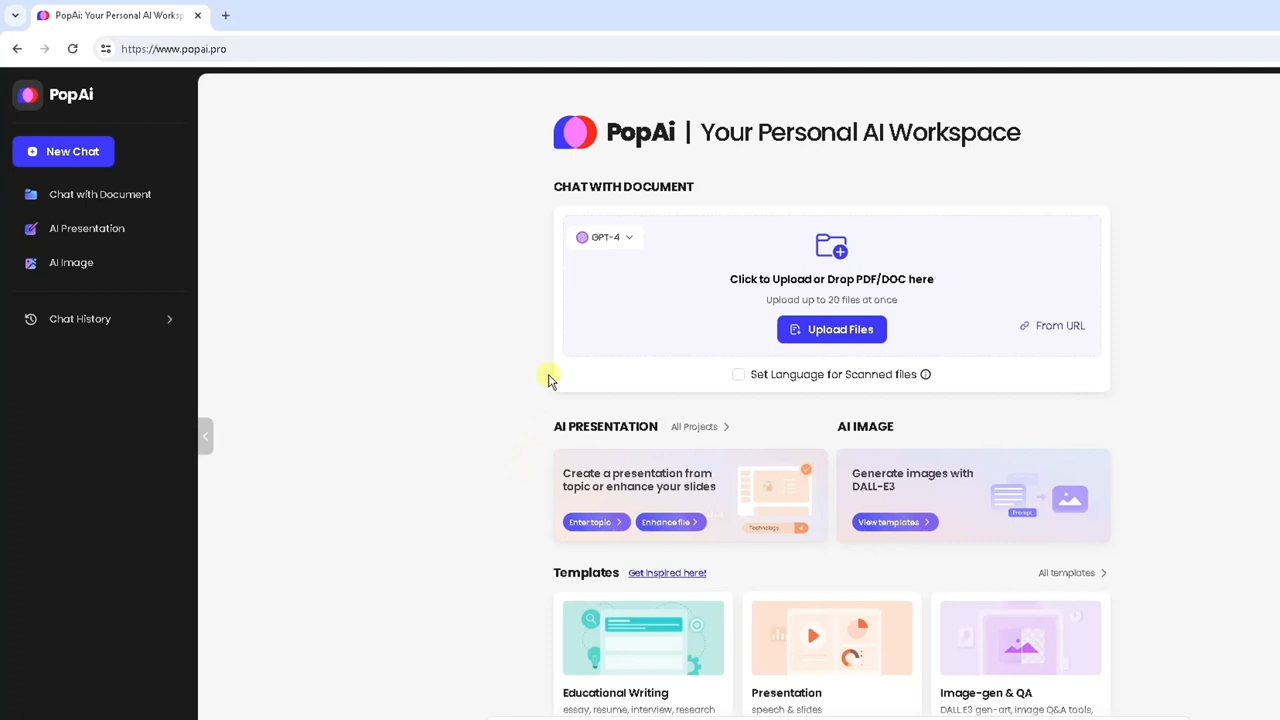 PopAi: Your Personal AI Worksp
https://www.popai.pro
PopAi
New Chat
Chat with Document
AI Presentation
AI Image
Chat History
PopAi | Your Personal AI Workspace
CHAT WITH DOCUMENT
GPT-4
Click to Upload or Drop PDF/DOC here
Upload up to 20 files at once
Upload Files
From URL
Set Language for Scanned files
AI PRESENTATION All Projects
Create a presentation from
topic or enhance your slides
Enter topic Enhance file
Technology
AI IMAGE
Generate images with
DALL-E3
View templates
Prompt
Templates Get inspired here! All templates
Educational Writing
essay, resume, interview, research
Presentation
speech & slides
Image-gen & QA
DALL E3 gen-art, image Q&A tools,